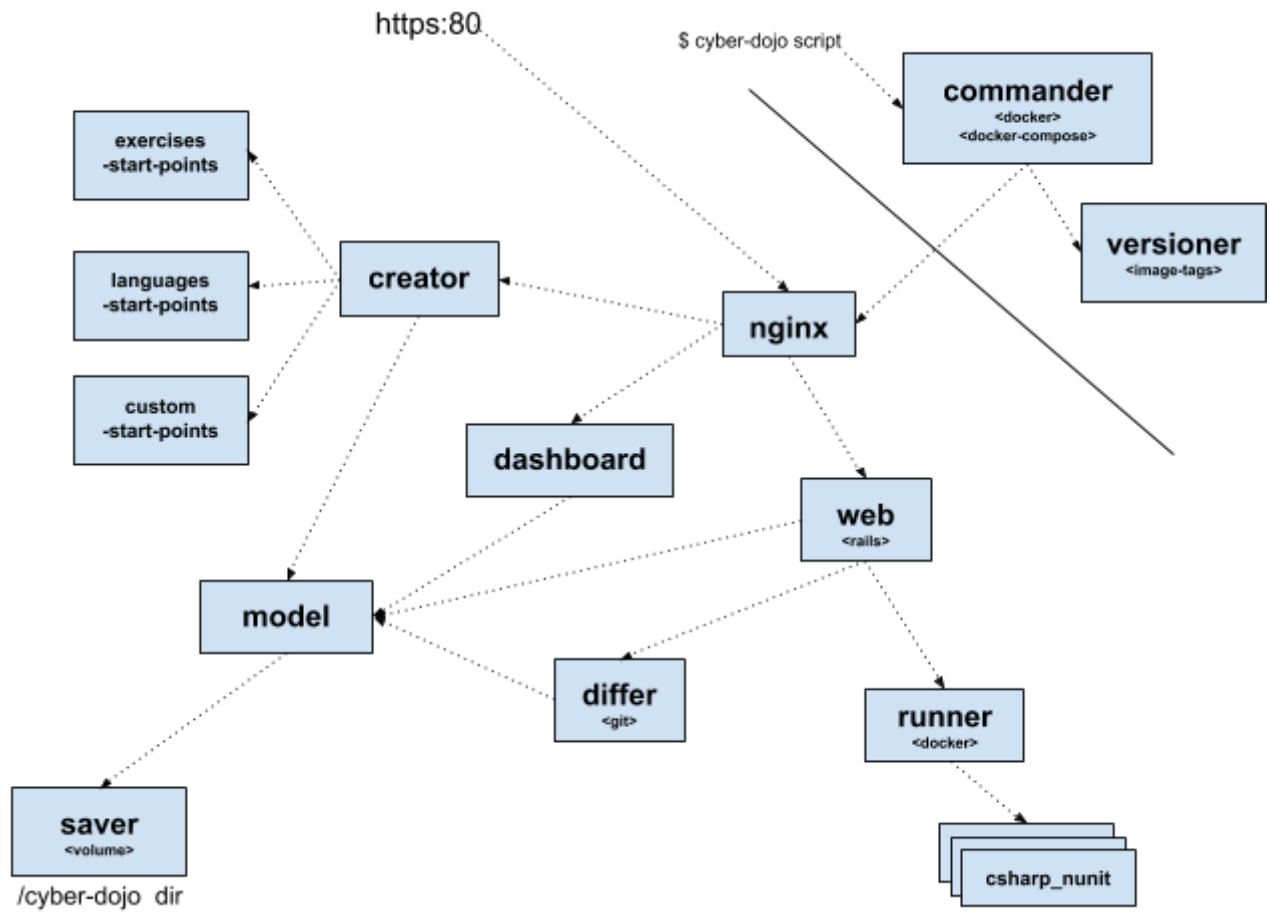 https:80
$ cyber-dojo script
commander
<docker>
<docker-compose>
exercises
-start-points
versioner
<image-tags>
languages
-start-points
creator
nginx
custom
-start-points
dashboard
web
<rails>
model
differ
<git>
runner
<docker>
saver
<volume>
/cyber-dojo dir
csharp_nunit